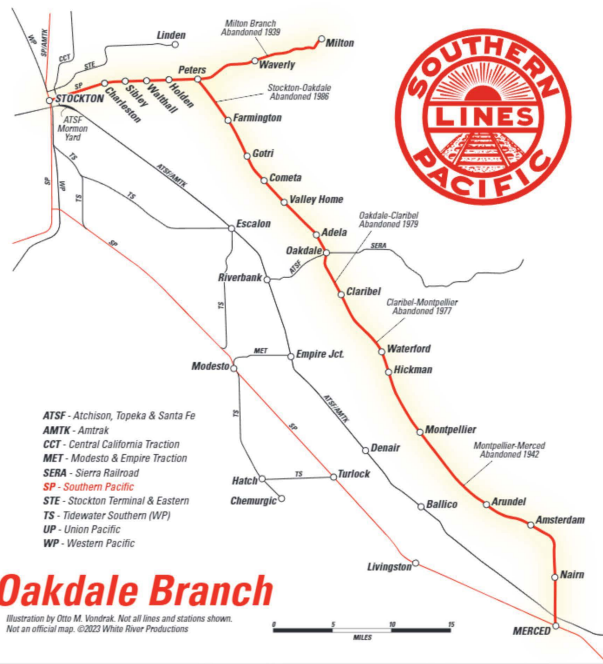 WP
SP/AMTK
CCT
STE
Linden
Milton Branch
Abandoned 1939
Milton
Waverly
Peters
SP
STOCKTON
Charleston
Sibley
Walthall
Holden
Stockton-Oakdale
Abandoned 1986
ATSF
Mormon
Yard
Farmington
SOUTHERN
LINES
PACIFIC
Gotri
TS
ATSF/AMTK
Cometa
SP
WP
TS
TS
Valley Home
Oakdale-Claribel
Abandoned 1979
Escalon
Adela
SP
Oakdale
SERA
ATSF
Riverbank
Claribel
Claribel-Montpellier
Abandoned 1977
TS
Waterford
MET
Empire Jct.
Modesto
Hickman
ATSF/AMTK
TS
SP
Montpellier
Montpellier-Merced
Abandoned 1942
Denair
TS
Turlock
Hatch
Chemurgic
Ballico
Arundel
Amsterdam
Livingston
Nairn
MERCED
ATSF - Atchison, Topeka & Santa Fe
AMTK - Amtrak
CCT - Central California Traction
MET - Modesto & Empire Traction
SERA - Sierra Railroad
SP - Southern Pacific
STE - Stockton Terminal & Eastern
TS - Tidewater Southern (WP)
UP - Union Pacific
WP - Western Pacific
Oakdale Branch
Illustration by Otto M. Vondrak. Not all lines and stations shown.
Not an official map. ©2023 White River Productions
0 5 10 15
MILES